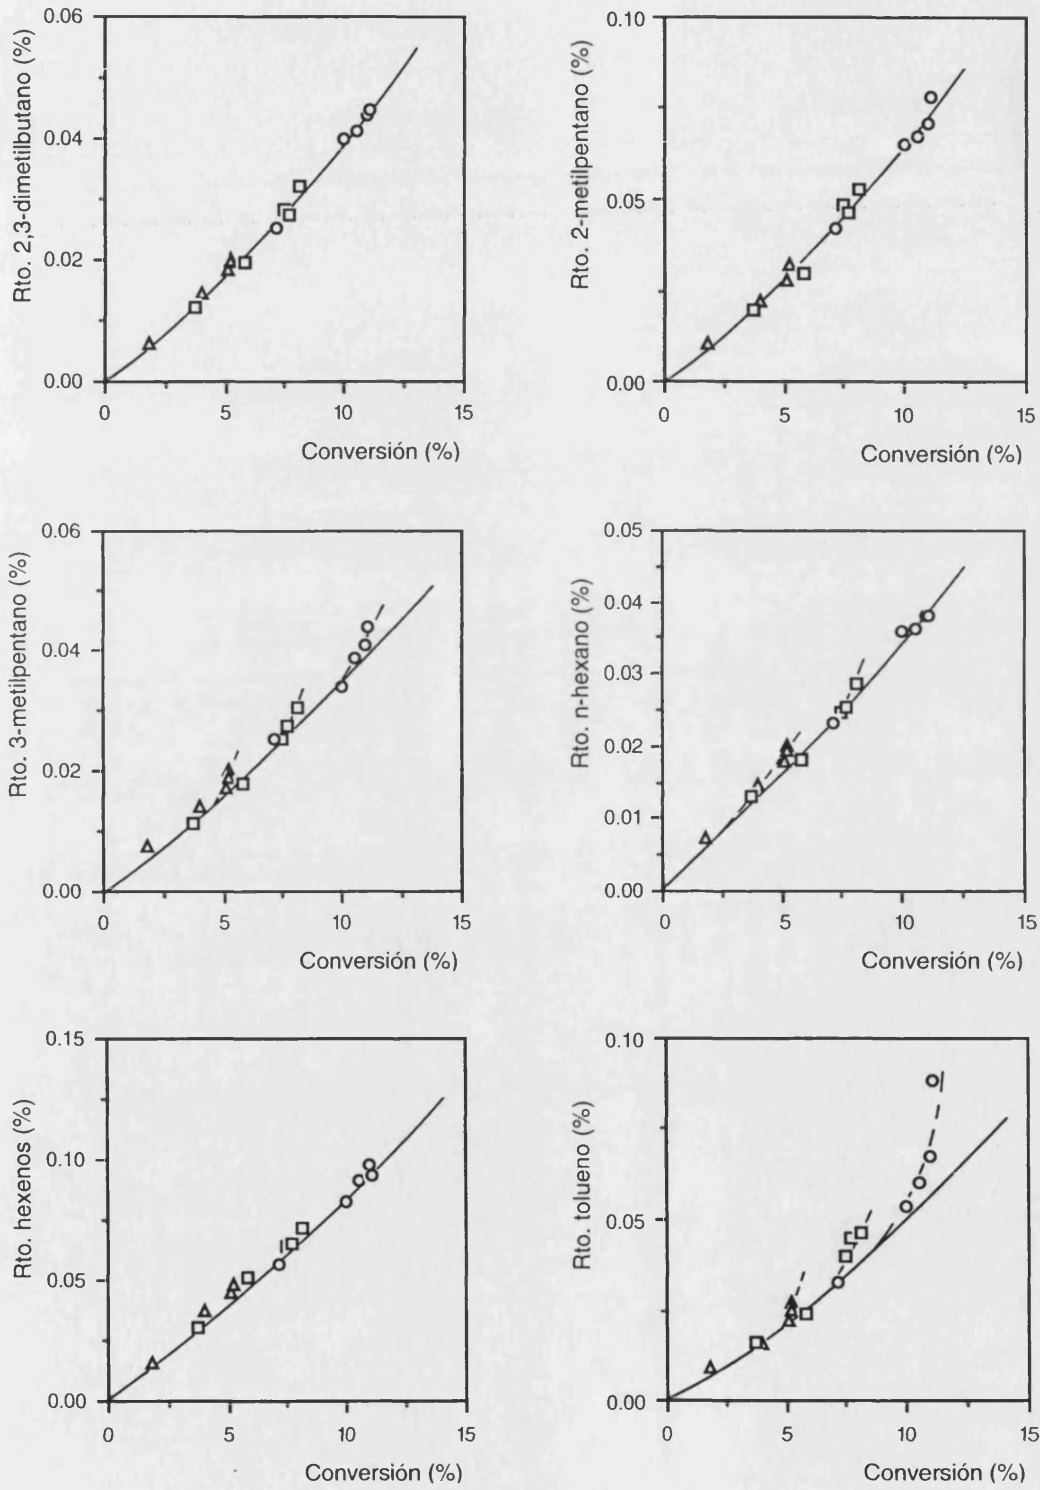 Rto. 2,3-dimetilbutano (%)
0.06
0.04
0.02
0.00
0 5 10 15
Conversión (%)
Rto. 2-metilpentano (%)
0.10
0.05
0.00
0 5 10 15
Conversión (%)
Rto. 3-metilpentano (%)
0.06
0.04
0.02
0.00
0 5 10 15
Conversión (%)
Rto. n-hexano (%)
0.05
0.04
0.03
0.02
0.01
0.00
0 5 10 15
Conversión (%)
Rto. hexenos (%)
0.15
0.10
0.05
0.00
0 5 10 15
Conversión (%)
Rto. tolueno (%)
0.10
0.05
0.00
0 5 10 15
Conversión (%)